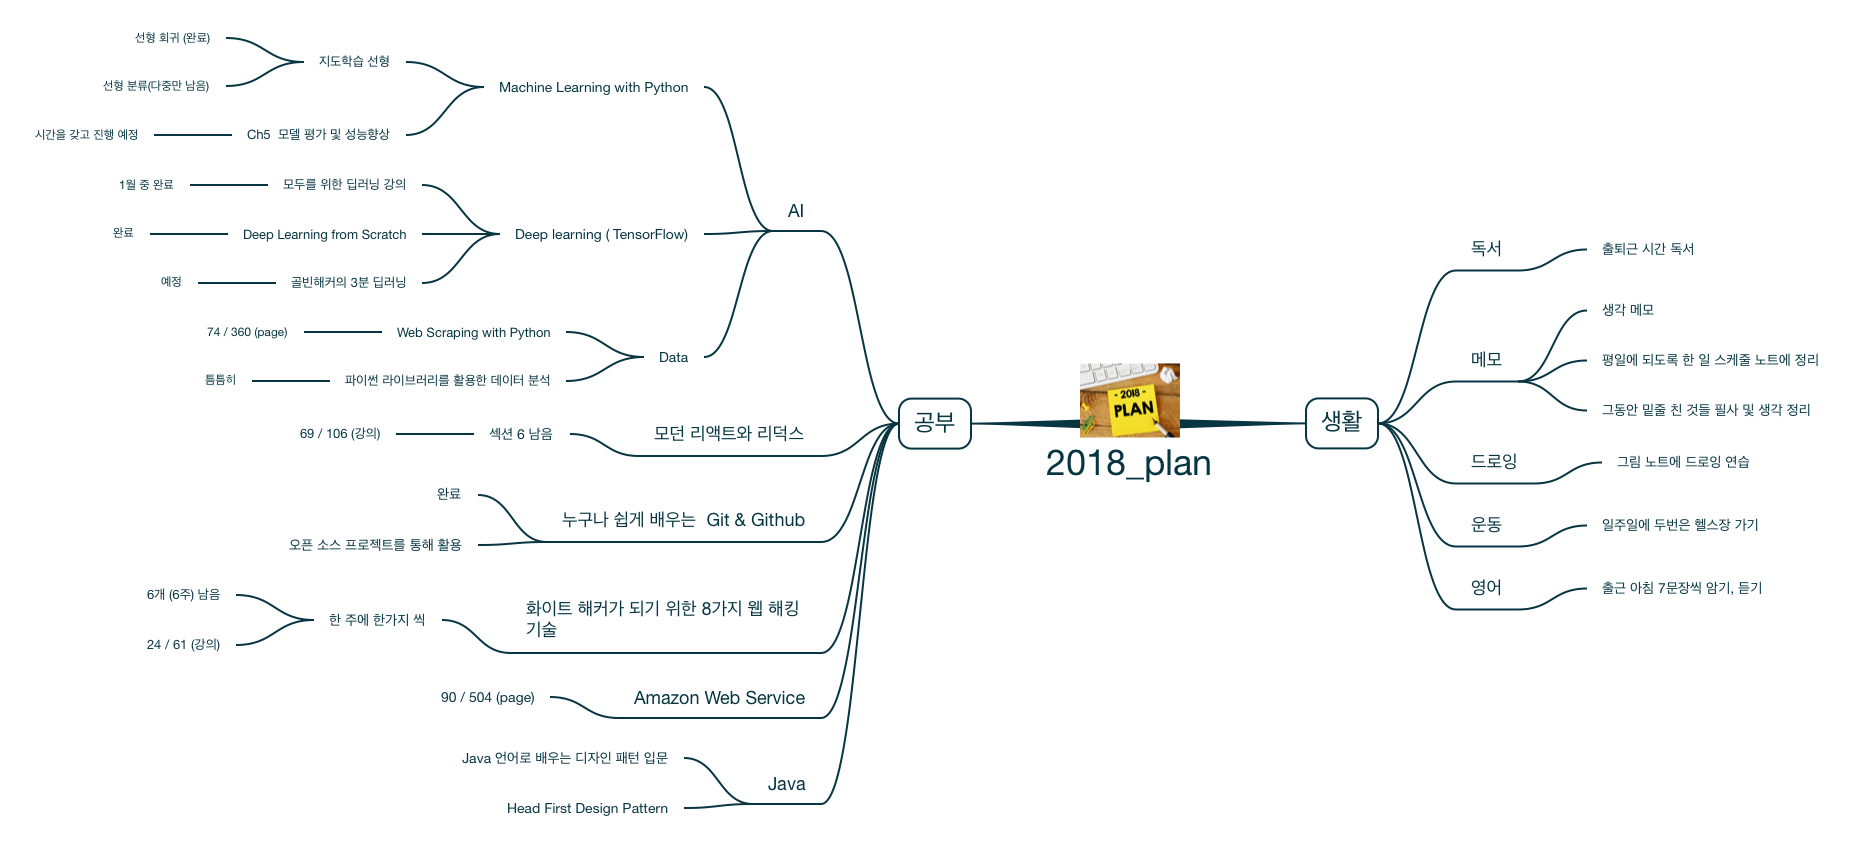 선형 회귀 (완료)
선형 분류(다중만 남음)
지도학습 선형
시간을 갖고 진행 예정
Ch5 모델 평가 및 성능향상
Machine Learning with Python
1월 중 완료
모두를 위한 딥러닝 강의
완료
Deep Learning from Scratch
예정
골빈해커의 3분 딥러닝
Deep learning ( TensorFlow)
74 / 360 (page)
Web Scraping with Python
틈틈히
파이썬 라이브러리를 활용한 데이터 분석
Data
AI
69 / 106 (강의)
섹션 6 남음
모던 리액트와 리덕스
완료
오픈 소스 프로젝트를 통해 활용
누구나 쉽게 배우는 Git & Github
6개 (6주) 남음
24 / 61 (강의)
한 주에 한가지 씩
화이트 해커가 되기 위한 8가지 웹 해킹
기술
90 / 504 (page)
Amazon Web Service
Java 언어로 배우는 디자인 패턴 입문
Head First Design Pattern
Java
공부
- 2018 -
PLAN
2018_plan
생활
독서
출퇴근 시간 독서
메모
생각 메모
평일에 되도록 한 일 스케줄 노트에 정리
그동안 밑줄 친 것들 필사 및 생각 정리
드로잉
그림 노트에 드로잉 연습
운동
일주일에 두번은 헬스장 가기
영어
출근 아침 7문장씩 암기, 듣기